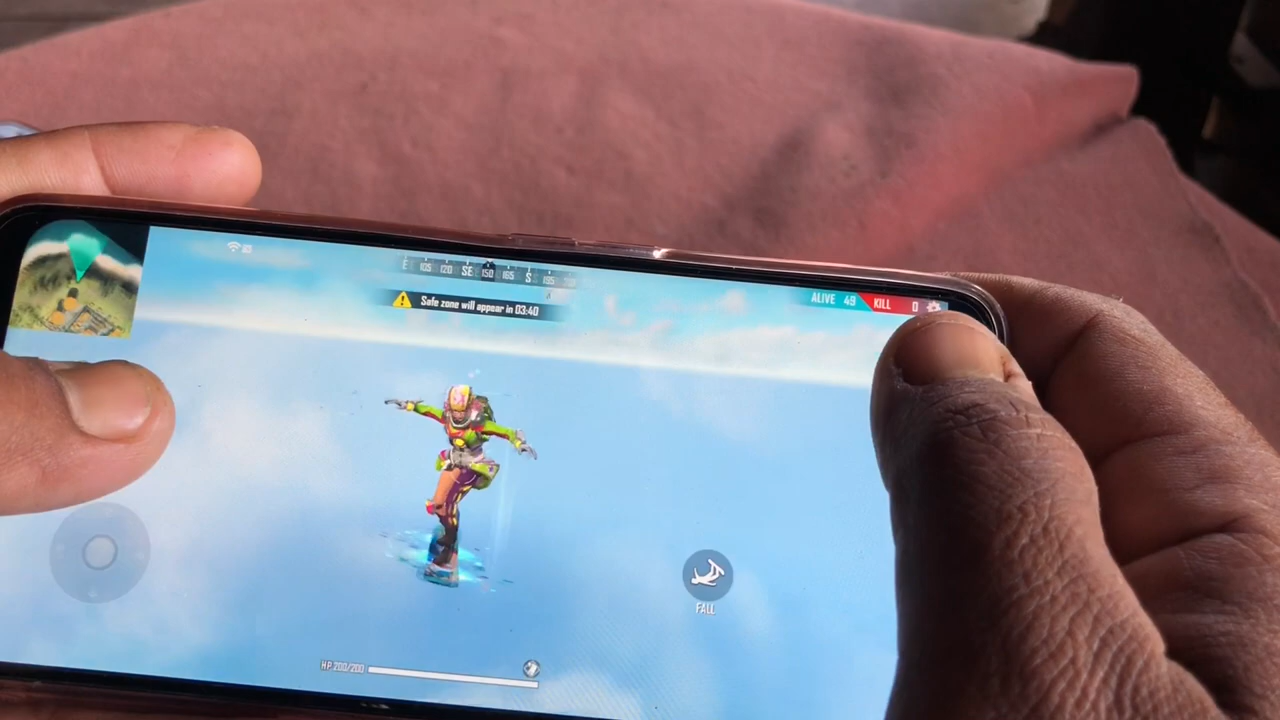 E 105 120 SE 150 165 S 195
Safe zone will appear in 03:40
ALIVE 49 KILL 0
FALL
HP 200/200